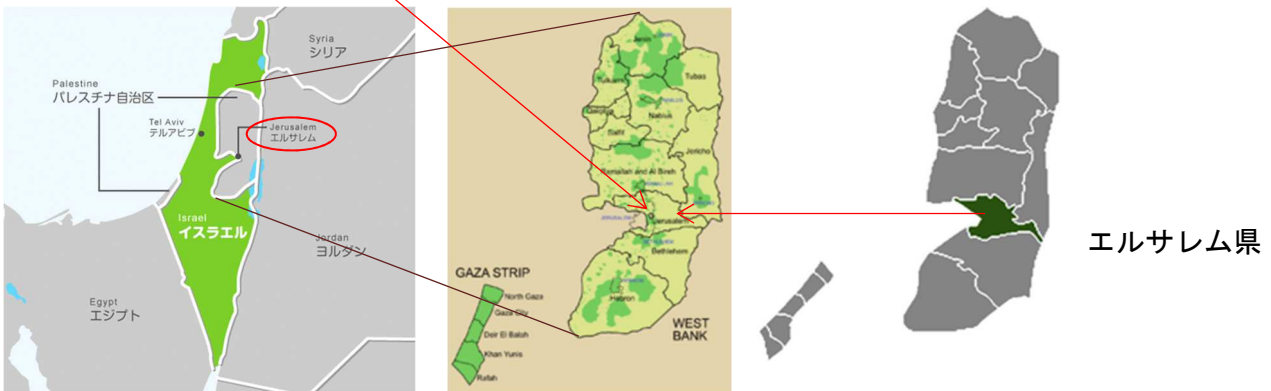 Syria
シリア
Palestine
パレスチナ自治区
Tel Aviv
テルアビブ
Jerusalem
エルサレム
Israel
イスラエル
Jordan
ヨルダン
Egypt
エジプト
Jenin
Tubas
Tulkarm
Nablus
Qalqilya
Salfit
Jericho
Ramallah and Al Bireh
Jerusalem
Bethlehem
Hebron
GAZA STRIP
North Gaza
Gaza City
Deir El Balah
Khan Yunis
Rafah
WEST
BANK
エルサレム県